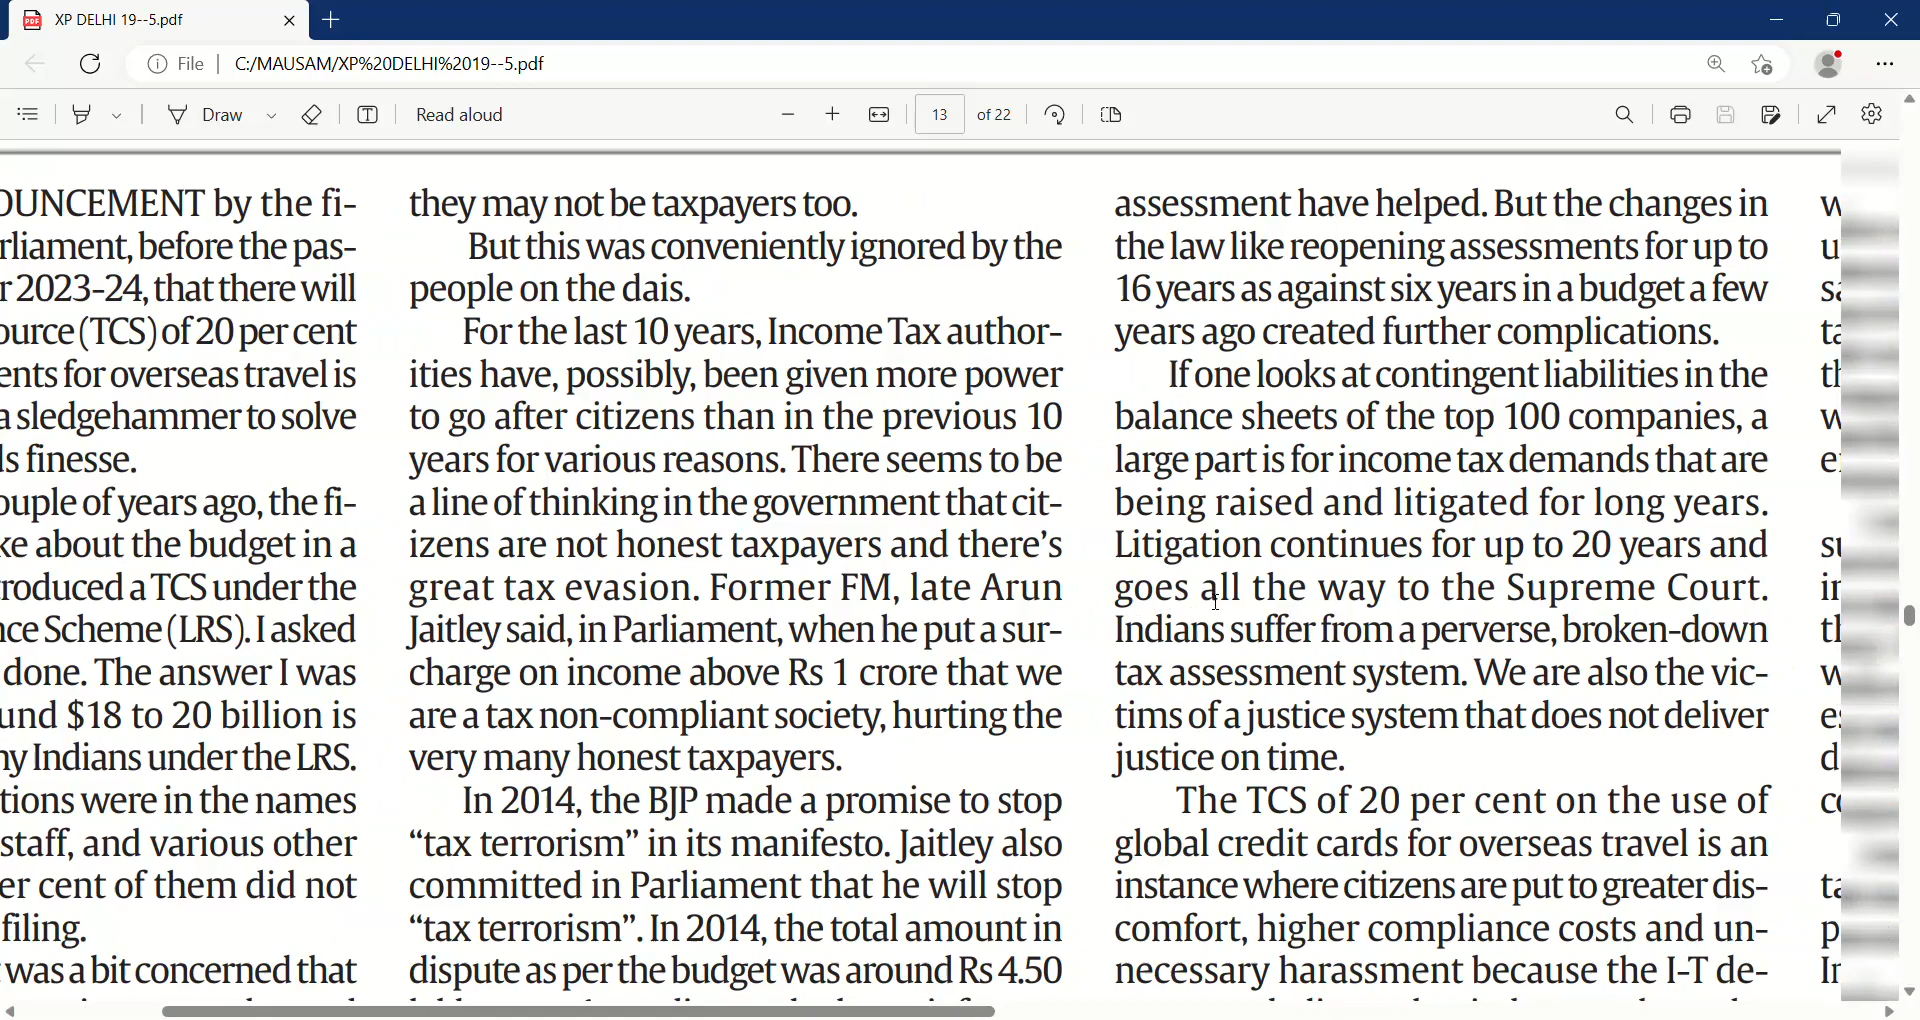 XP DELHI 19--5.pdf
File
C:/MAUSAM/XP%20DELHI%2019--5.pdf
Draw
Read aloud
13 of 22
OUNCEMENT by the fi-
rliament, before the pas-
r 2023-24, that there will
ource (TCS) of 20 per cent
ents for overseas travel is
a sledgehammer to solve
ls finesse.
ouple of years ago, the fi-
ke about the budget in a
troduced a TCS under the
nce Scheme (LRS). I asked
done. The answer I was
und $18 to 20 billion is
ny Indians under the LRS.
tions were in the names
staff, and various other
er cent of them did not
filing.
was a bit concerned that
they may not be taxpayers too.
But this was conveniently ignored by the
people on the dais.
For the last 10 years, Income Tax author-
ities have, possibly, been given more power
to go after citizens than in the previous 10
years for various reasons. There seems to be
a line of thinking in the government that cit-
izens are not honest taxpayers and there's
great tax evasion. Former FM, late Arun
Jaitley said, in Parliament, when he put a sur-
charge on income above Rs 1 crore that we
are a tax non-compliant society, hurting the
very many honest taxpayers.
In 2014, the BJP made a promise to stop
“tax terrorism” in its manifesto. Jaitley also
committed in Parliament that he will stop
“tax terrorism”. In 2014, the total amount in
dispute as per the budget was around Rs 4.50
assessment have helped. But the changes in
the law like reopening assessments for up to
16 years as against six years in a budget a few
years ago created further complications.
If one looks at contingent liabilities in the
balance sheets of the top 100 companies, a
large part is for income tax demands that are
being raised and litigated for long years.
Litigation continues for up to 20 years and
goes all the way to the Supreme Court.
Indians suffer from a perverse, broken-down
tax assessment system. We are also the vic-
tims of a justice system that does not deliver
justice on time.
The TCS of 20 per cent on the use of
global credit cards for overseas travel is an
instance where citizens are put to greater dis-
comfort, higher compliance costs and un-
necessary harassment because the I-T de-